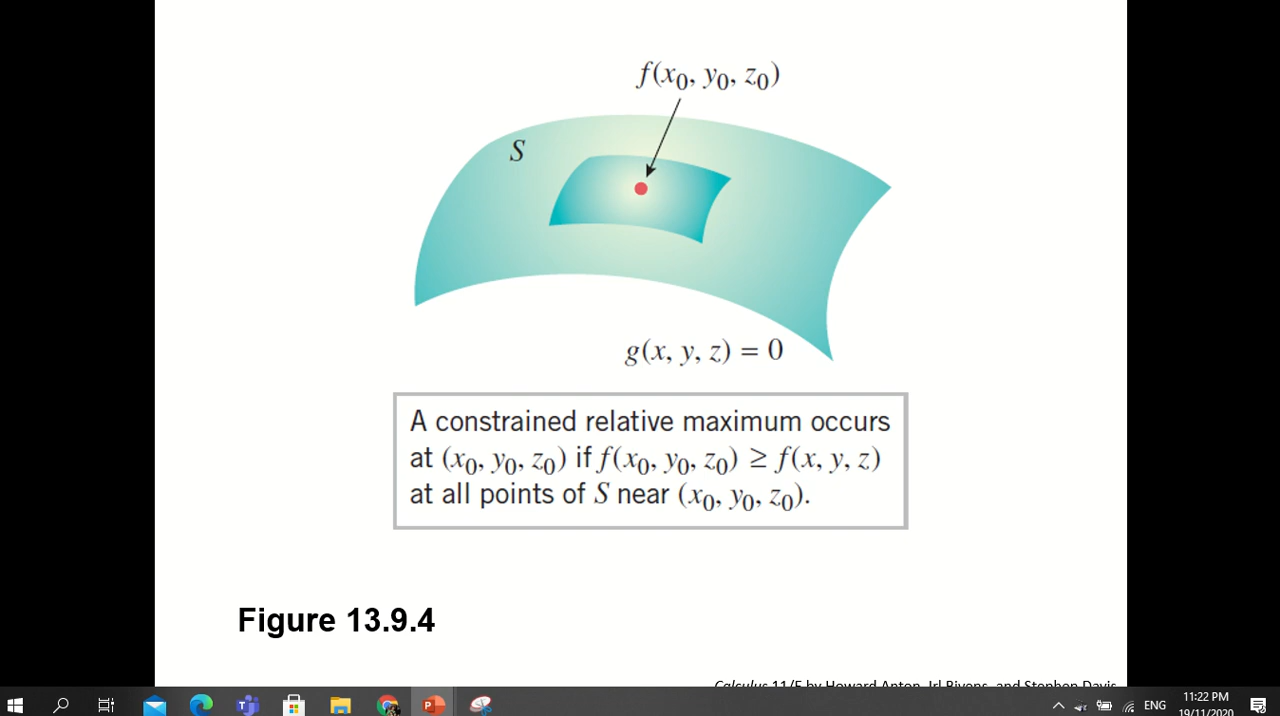 f(x₀, y₀, z₀)
S
g(x, y, z) = 0
A constrained relative maximum occurs
at (x₀, y₀, z₀) if f(x₀, y₀, z₀) ≥ f(x, y, z)
at all points of S near (x₀, y₀, z₀).
Figure 13.9.4
Calculus 11/E by Howard Anton, Irl Bivens, and Stephen Davis
11:22 PM
ENG
19/11/2020